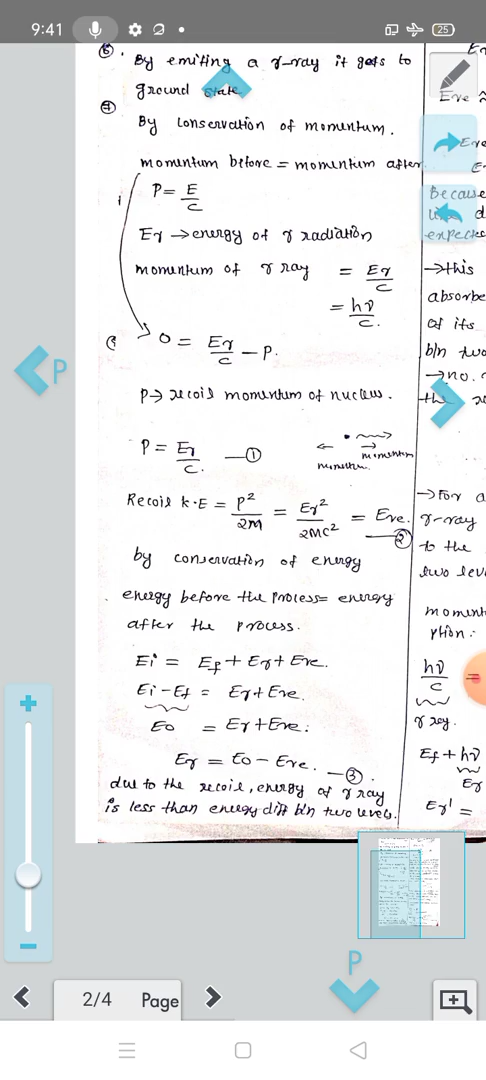 9:41
25
⑥. By emiting a γ-ray it gets to
ground state
⑦
By Conservation of momentum.
momentum before = momentum after.
P = E/C
Eγ → energy of γ radiation
momentum of γ ray = Eγ/C
= hν/C.
0 = Eγ/C - P.
P → recoil momentum of nucleus.
P = Eγ/C. —①
momentum
momentum
Recoil K·E = P²/2M = Eγ²/2MC² = Ere.
—②
by conservation of energy
energy before the process = energy
after the process.
Ei = Ef + Eγ + Ere.
Ei - Ef = Eγ + Ere
E0 = Eγ + Ere.
Eγ = E0 - Ere. —③.
due to the recoil, energy of γ ray
is less than energy diff b/n two levels.
Ere
Because
expecte
→ this
absorbe
of its
b/n two
→ no.
the
→ For a
γ-ray
to the
two leve
moment
ption:
hν/C =
γ ray.
Ef + hν
Eγ
Eγ' =
P
P
2/4 Page